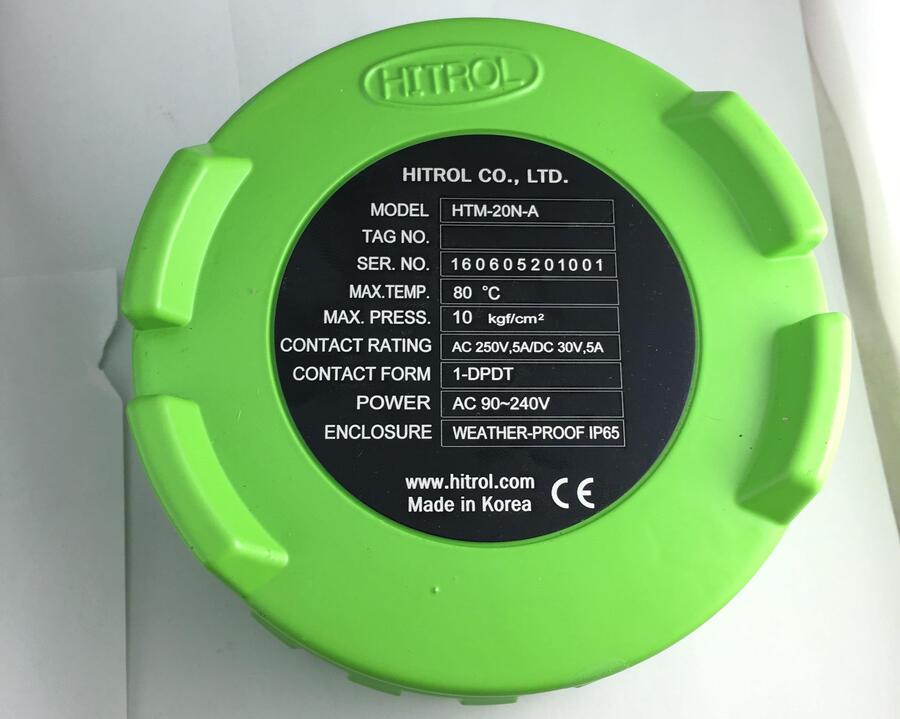 HITROL
HITROL CO., LTD.
MODEL HTM-20N-A
TAG NO.
SER. NO. 160605201001
MAX.TEMP. 80 °C
MAX. PRESS. 10 kgf/cm²
CONTACT RATING AC 250V,5A/DC 30V,5A
CONTACT FORM 1-DPDT
POWER AC 90~240V
ENCLOSURE WEATHER-PROOF IP65
www.hitrol.com
Made in Korea CE